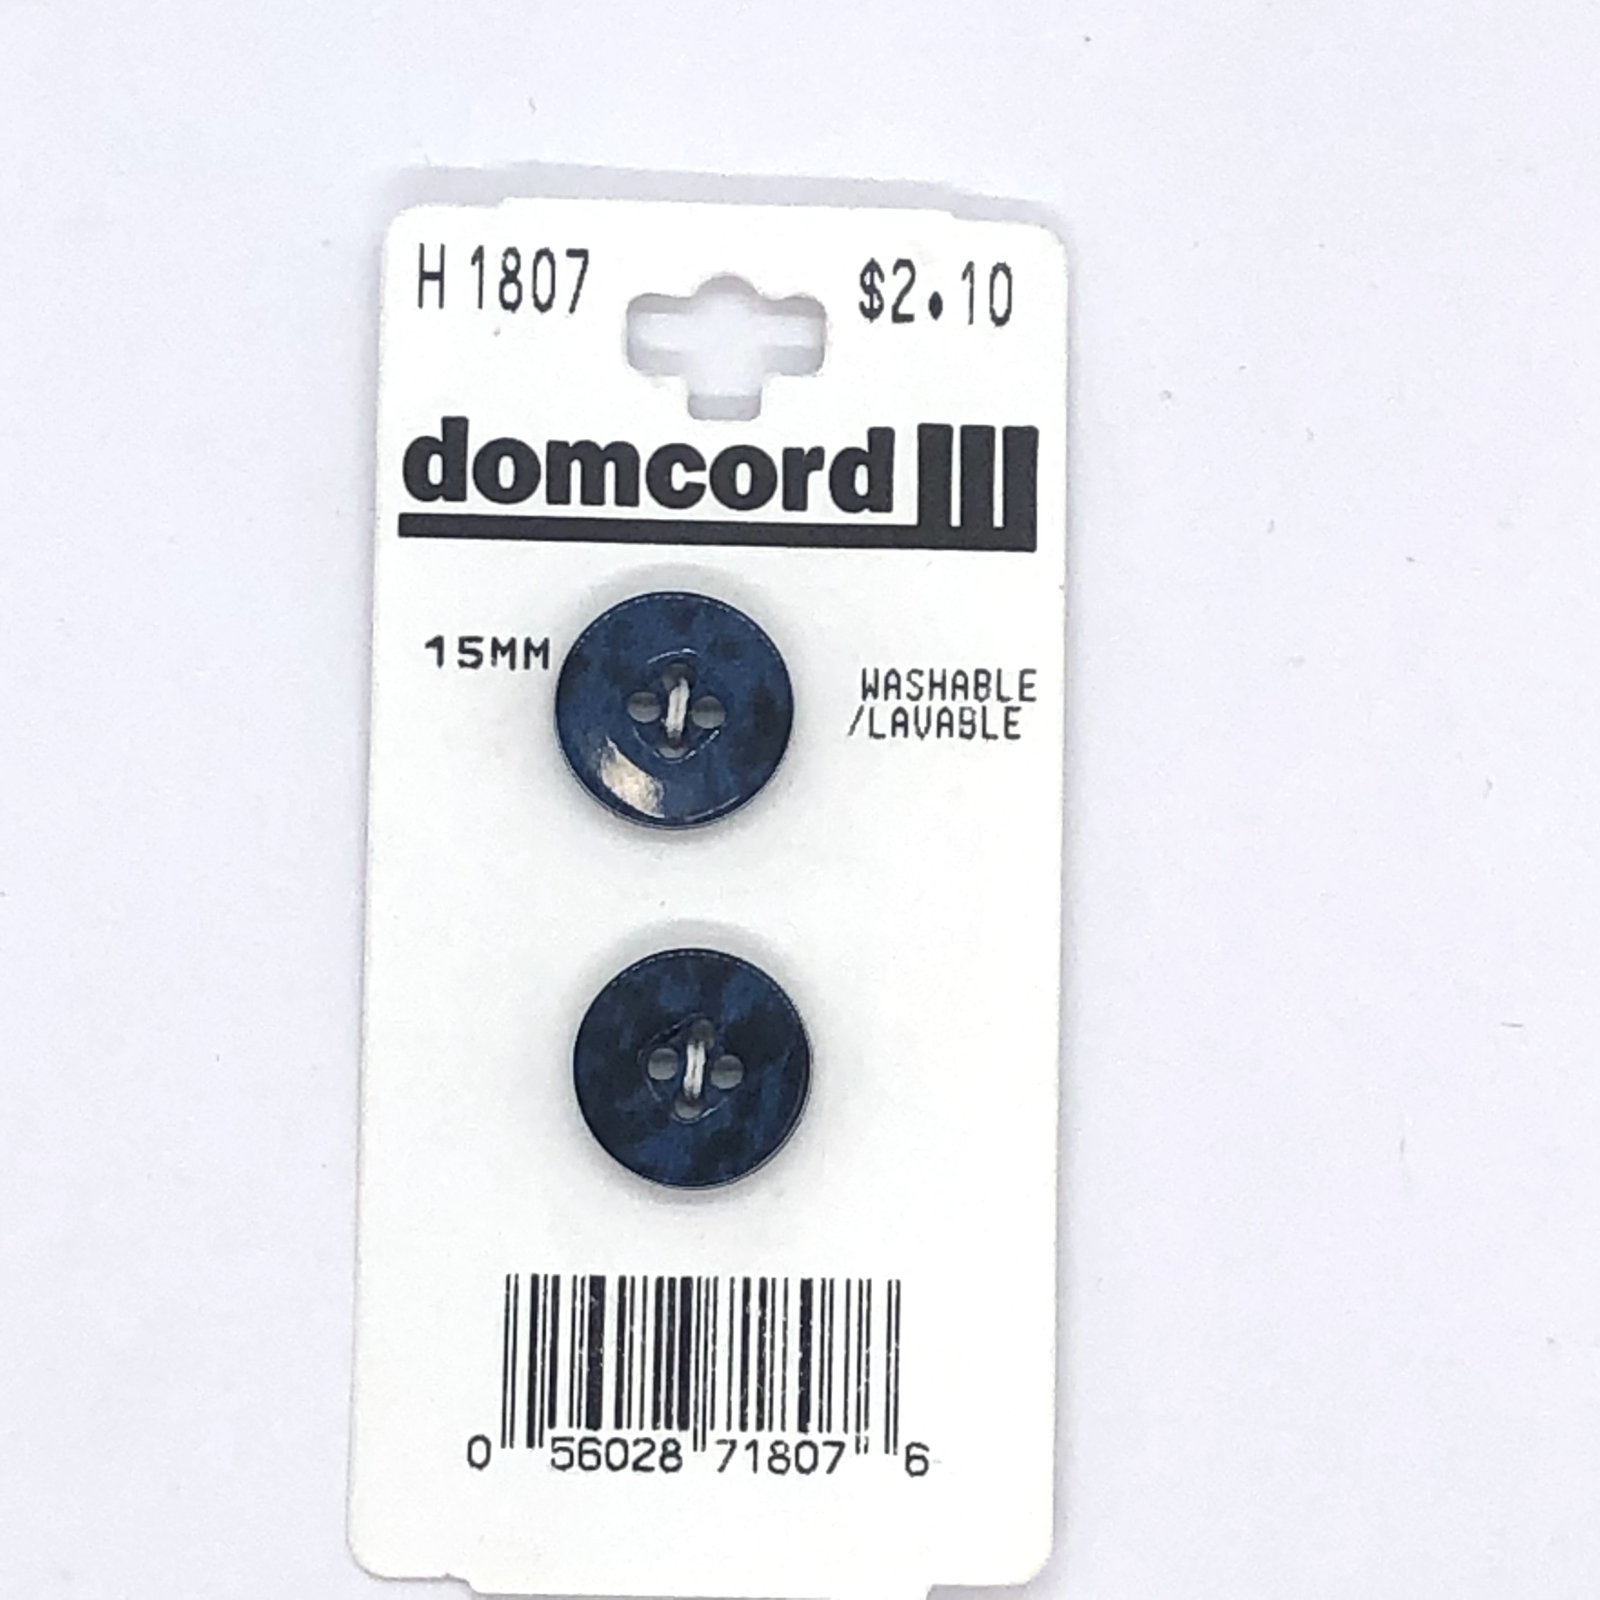 H 1807
$2.10
domcord
15MM
WASHABLE
/LAVABLE
0 56028 71807 6